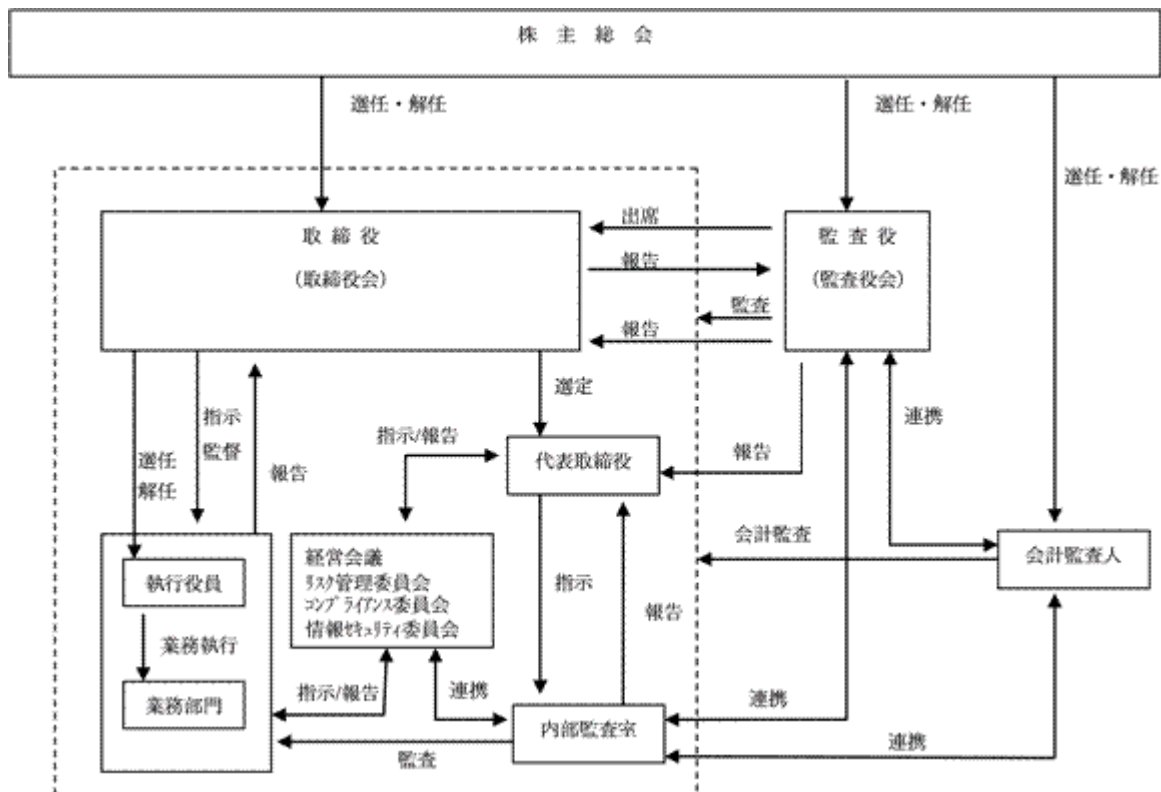 株 主 総 会
選任・解任
選任・解任
選任・解任
取 締 役
(取締役会)
出席
報告
監査
報告
監 査 役
(監査役会)
選定
連携
指示
監督
選任
解任
報告
指示/報告
代表取締役
報告
会計監査
会計監査人
執行役員
業務執行
業務部門
経営会議
リスク管理委員会
コンプライアンス委員会
情報セキュリティ委員会
指示
報告
指示/報告
連携
内部監査室
連携
連携
監査